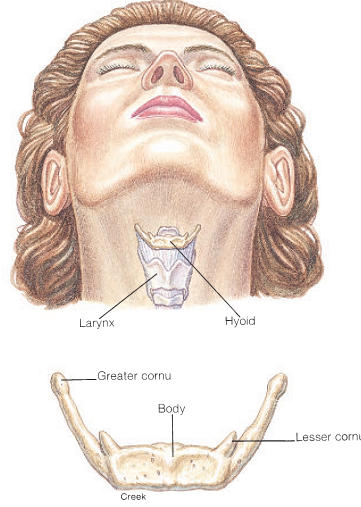 Larynx
Hyoid
Greater cornu
Body
Lesser cornu
Creek